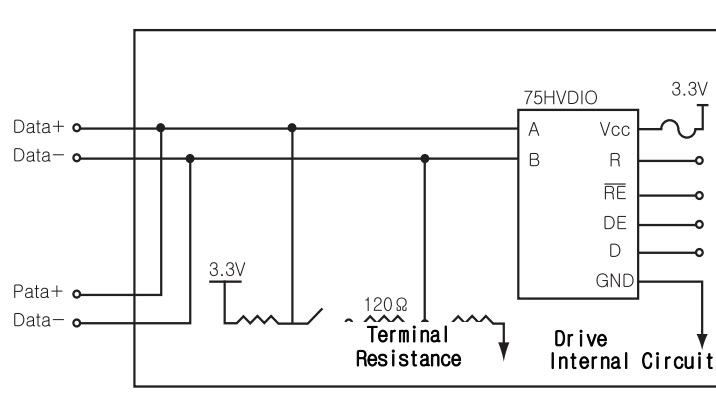 3.3V
75HVDIO
Data+
A
Vcc
Data-
B
R
RE
DE
D
3.3V
GND
Pata+
120Ω
Data-
Terminal
Resistance
Drive
Internal Circuit